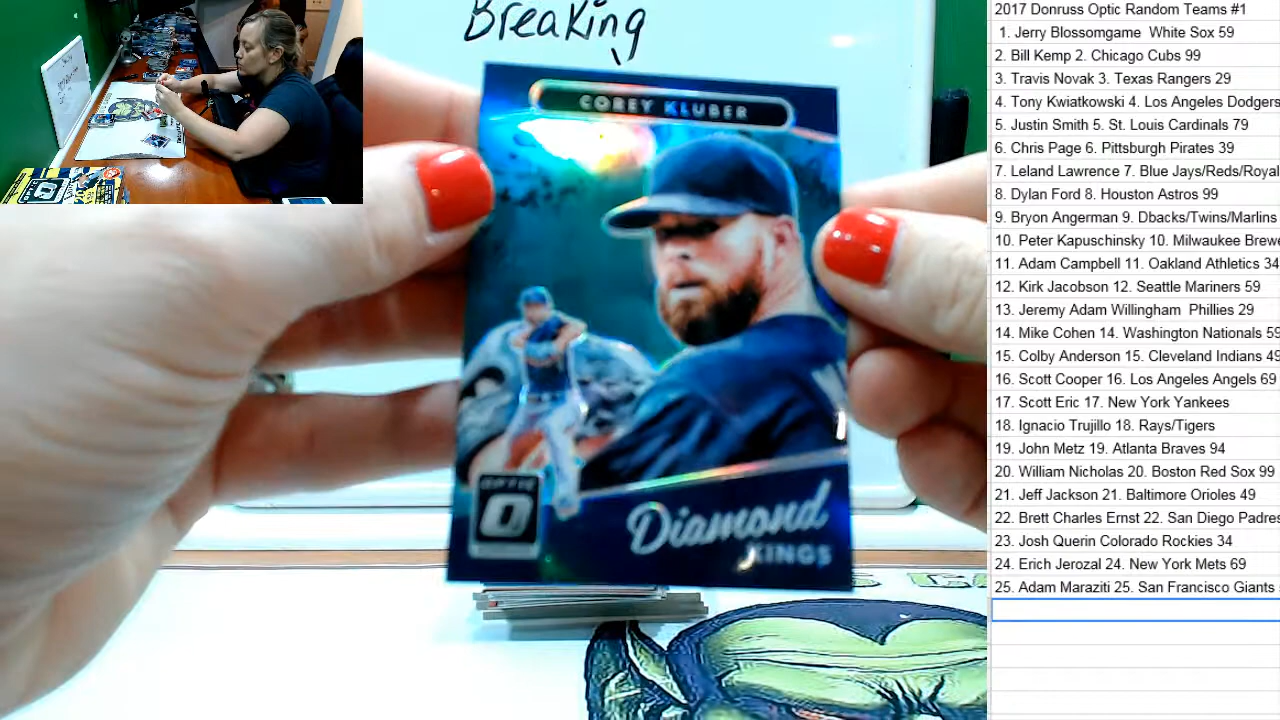 Breaking
COREY KLUBER
OPTIC
Diamond
KINGS
2017 Donruss Optic Random Teams #1
1. Jerry Blossomgame White Sox 59
2. Bill Kemp 2. Chicago Cubs 99
3. Travis Novak 3. Texas Rangers 29
4. Tony Kwiatkowski 4. Los Angeles Dodgers
5. Justin Smith 5. St. Louis Cardinals 79
6. Chris Page 6. Pittsburgh Pirates 39
7. Leland Lawrence 7. Blue Jays/Reds/Royal
8. Dylan Ford 8. Houston Astros 99
9. Bryon Angerman 9. Dbacks/Twins/Marlins
10. Peter Kapuschinsky 10. Milwaukee Brewe
11. Adam Campbell 11. Oakland Athletics 34
12. Kirk Jacobson 12. Seattle Mariners 59
13. Jeremy Adam Willingham Phillies 29
14. Mike Cohen 14. Washington Nationals 55
15. Colby Anderson 15. Cleveland Indians 49
16. Scott Cooper 16. Los Angeles Angels 69
17. Scott Eric 17. New York Yankees
18. Ignacio Trujillo 18. Rays/Tigers
19. John Metz 19. Atlanta Braves 94
20. William Nicholas 20. Boston Red Sox 99
21. Jeff Jackson 21. Baltimore Orioles 49
22. Brett Charles Ernst 22. San Diego Padres
23. Josh Querin Colorado Rockies 34
24. Erich Jerozal 24. New York Mets 69
25. Adam Maraziti 25. San Francisco Giants